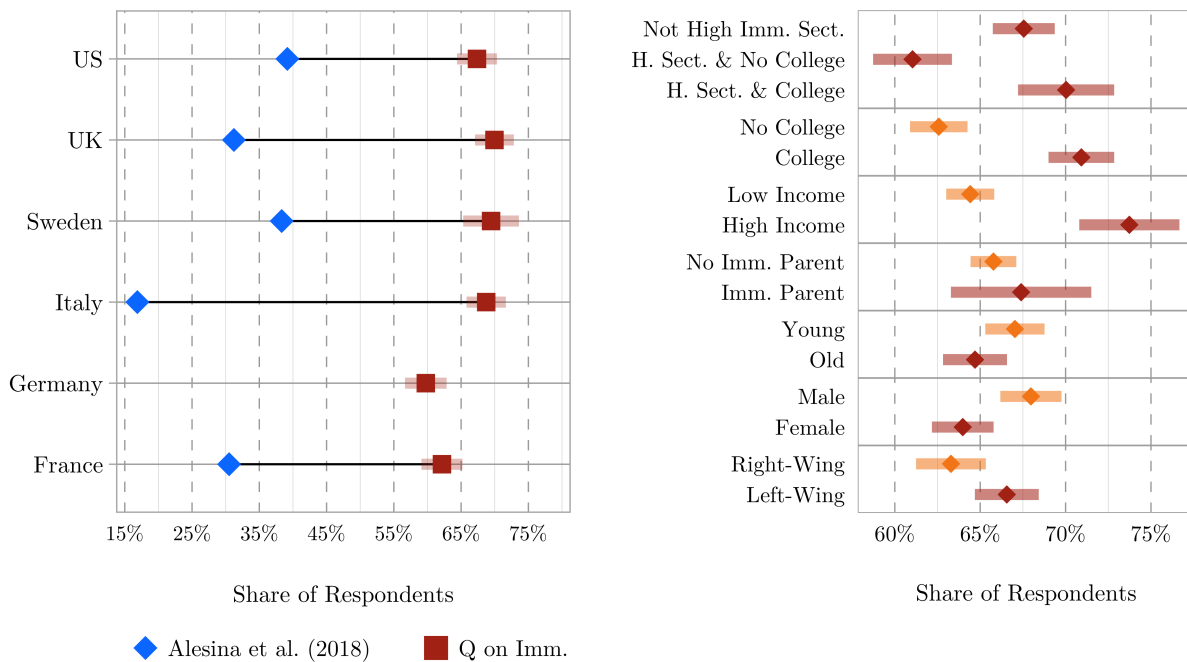 US
UK
Sweden
Italy
Germany
France
15% 25% 35% 45% 55% 65% 75%
Share of Respondents
Alesina et al. (2018) Q on Imm.
Not High Imm. Sect.
H. Sect. & No College
H. Sect. & College
No College
College
Low Income
High Income
No Imm. Parent
Imm. Parent
Young
Old
Male
Female
Right-Wing
Left-Wing
60% 65% 70% 75%
Share of Respondents